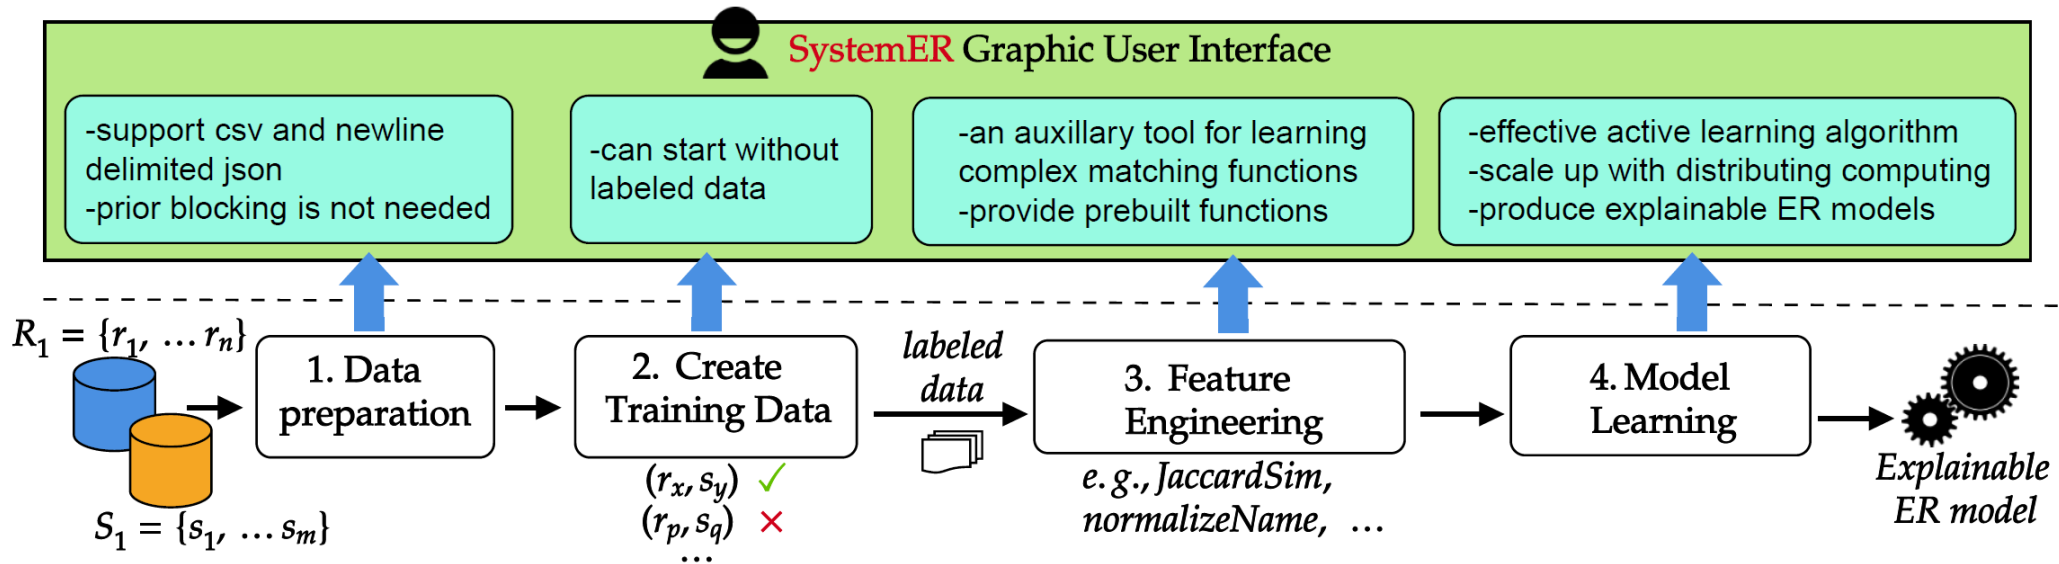 SystemER Graphic User Interface
-support csv and newline
delimited json
-prior blocking is not needed
-can start without
labeled data
-an auxillary tool for learning
complex matching functions
-provide prebuilt functions
-effective active learning algorithm
-scale up with distributing computing
-produce explainable ER models
R₁ = {r₁, … rₙ}
S₁ = {s₁, … sₘ}
1. Data
preparation
2. Create
Training Data
(rₓ, s_y) ✓
(r_p, s_q) ✕
…
labeled
data
3. Feature
Engineering
e.g., JaccardSim,
normalizeName, …
4. Model
Learning
Explainable
ER model